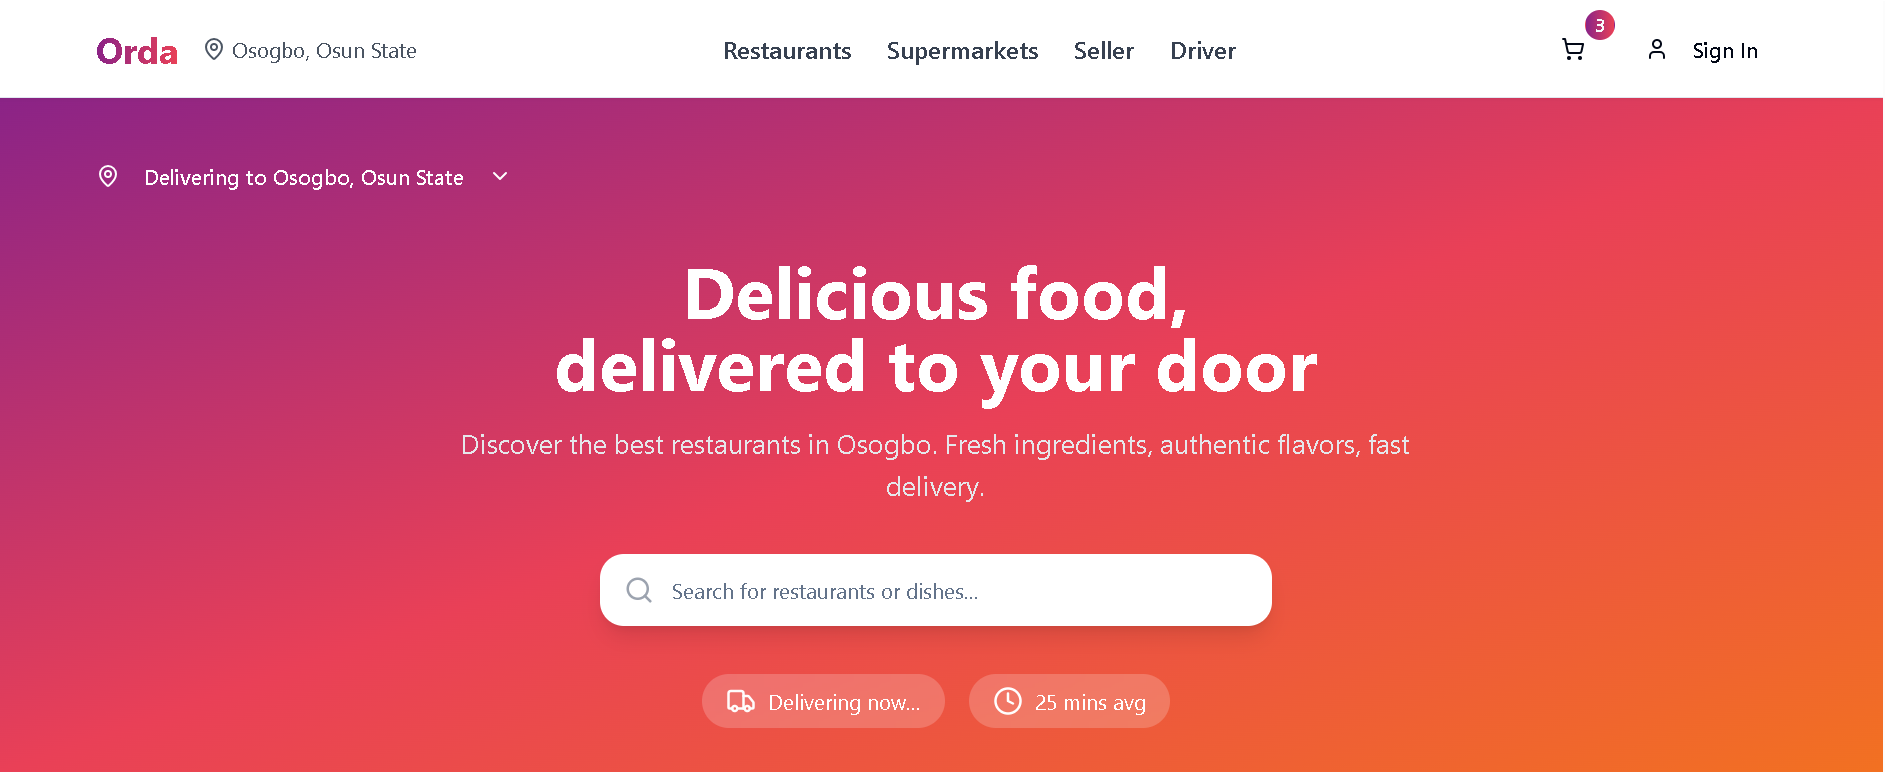 Orda
Osogbo, Osun State
Restaurants
Supermarkets
Seller
Driver
3
Sign In
Delivering to Osogbo, Osun State
Delicious food,
delivered to your door
Discover the best restaurants in Osogbo. Fresh ingredients, authentic flavors, fast
delivery.
Search for restaurants or dishes...
Delivering now...
25 mins avg